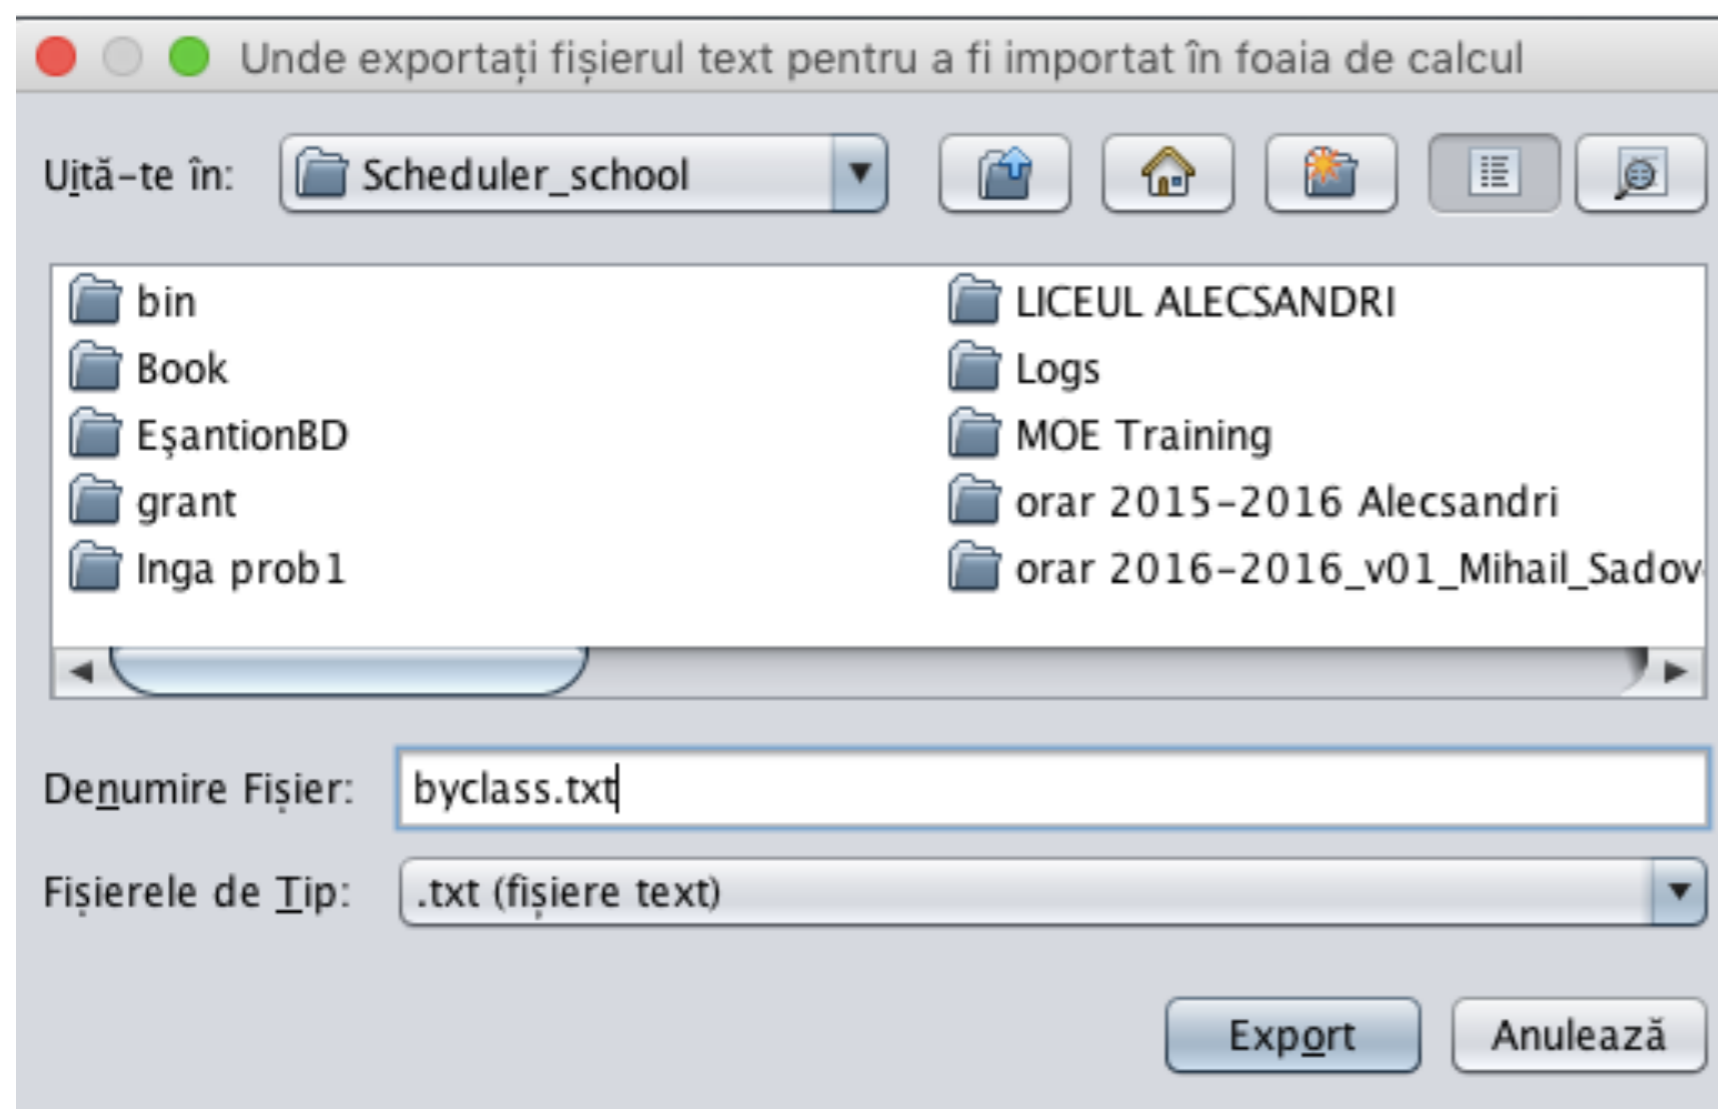 Unde exportați fișierul text pentru a fi importat în foaia de calcul
Uită-te în: Scheduler_school
bin
Book
EşantionBD
grant
Inga prob1
LICEUL ALECSANDRI
Logs
MOE Training
orar 2015-2016 Alecsandri
orar 2016-2016_v01_Mihail_Sadov
Denumire Fișier: byclass.txt
Fișierele de Tip: .txt (fișiere text)
Export Anulează